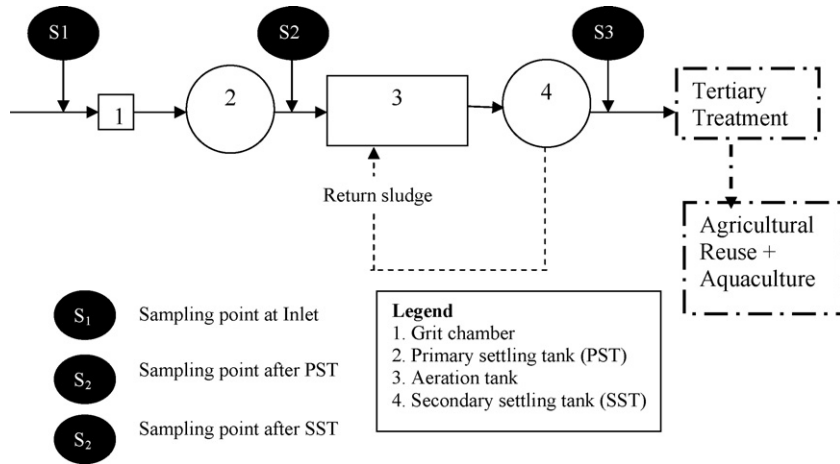 S1
S2
S3
1
2
3
4
Tertiary
Treatment
Return sludge
Agricultural
Reuse +
Aquaculture
S₁ Sampling point at Inlet
S₂ Sampling point after PST
S₂ Sampling point after SST
Legend
1. Grit chamber
2. Primary settling tank (PST)
3. Aeration tank
4. Secondary settling tank (SST)